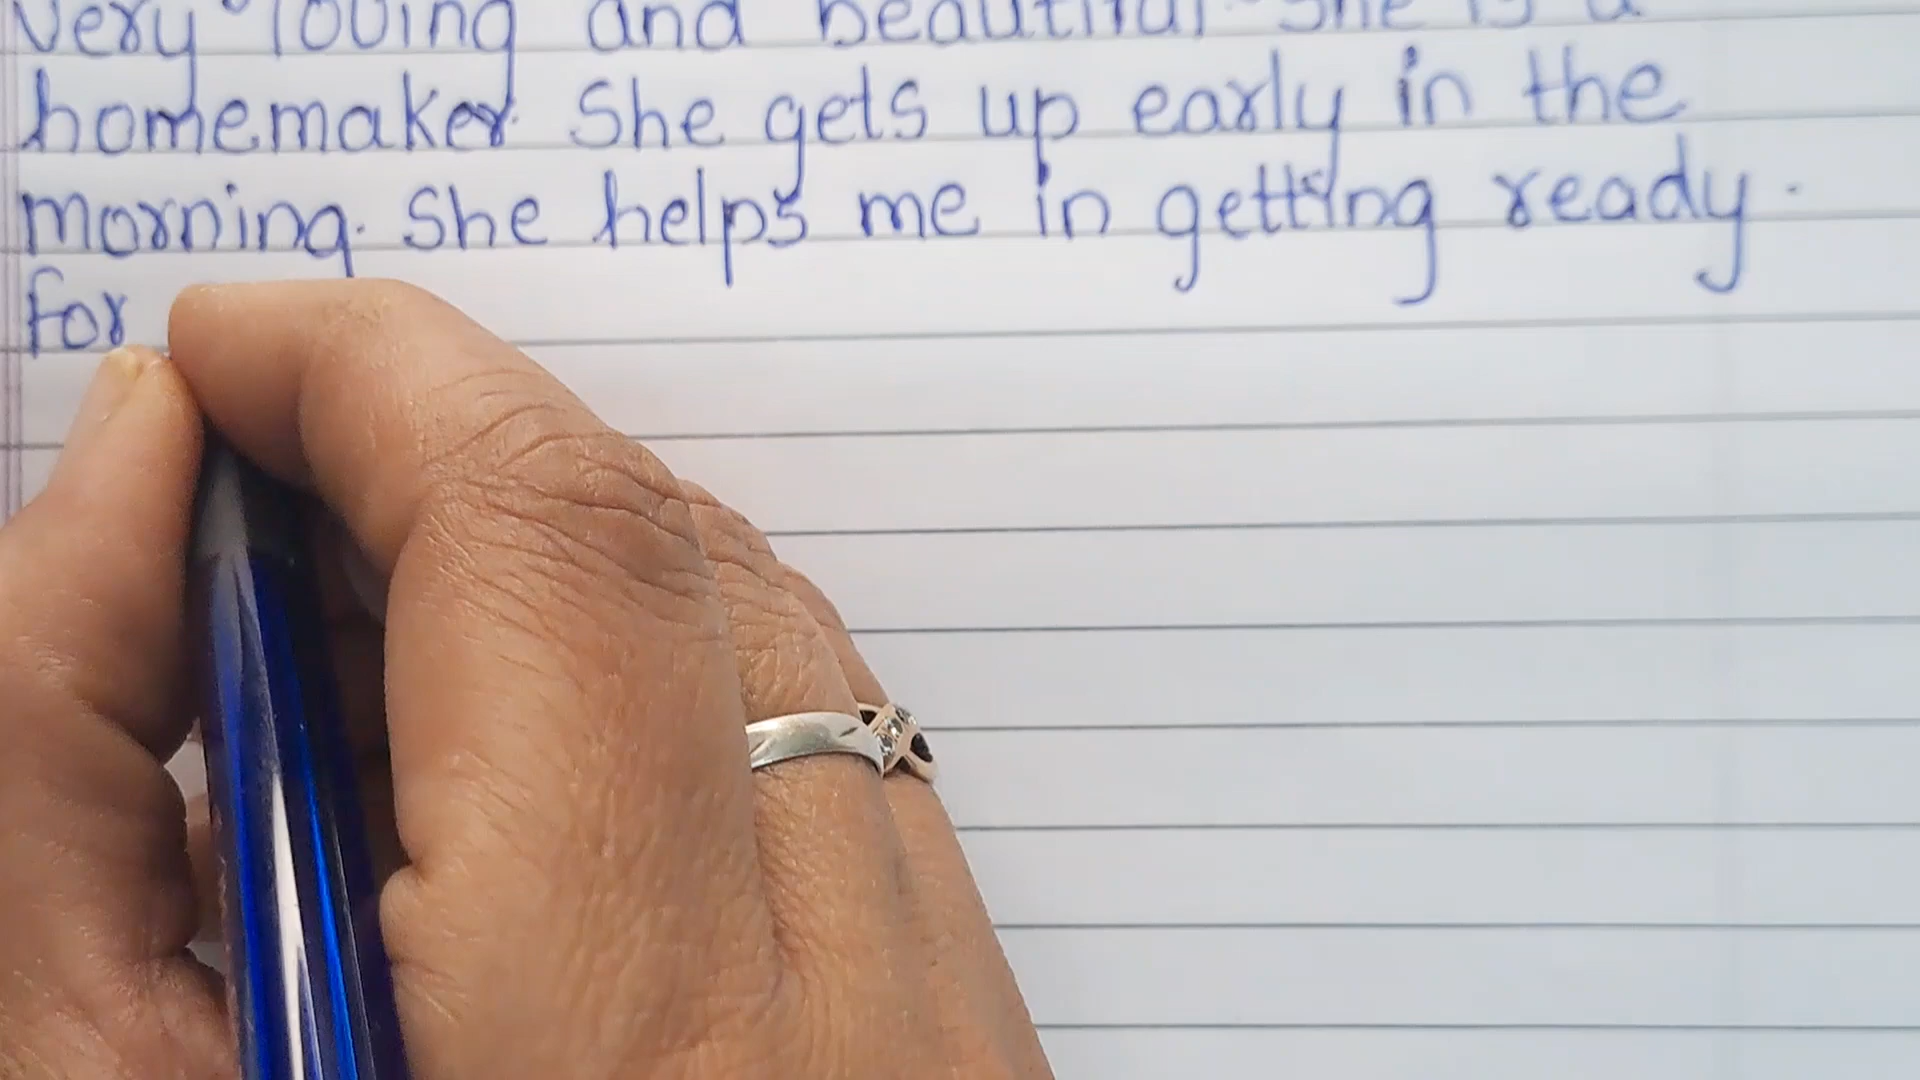 very loving and beautiful. She is a
homemaker. She gets up early in the
morning. She helps me in getting ready.
for